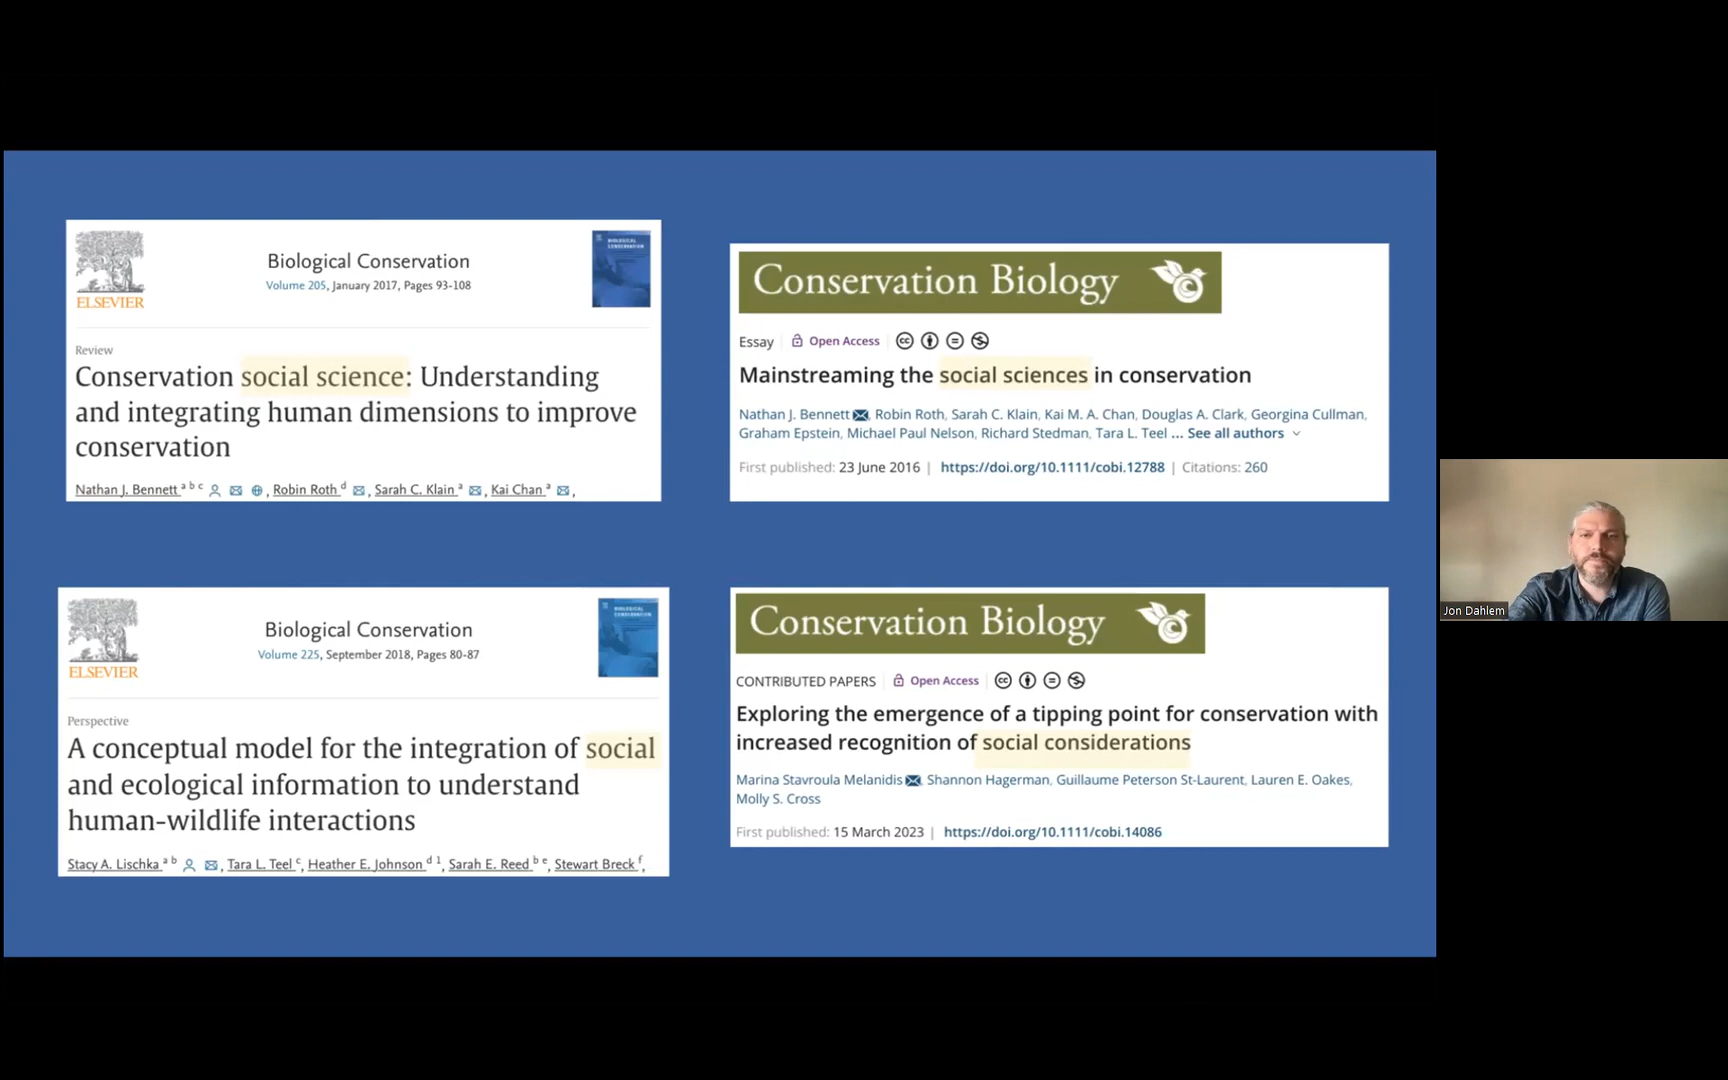 ELSEVIER
Biological Conservation
Volume 205, January 2017, Pages 93-108
BIOLOGICAL
CONSERVATION
Review
Conservation social science: Understanding
and integrating human dimensions to improve
conservation
Nathan J. Bennett a b c , Robin Roth d , Sarah C. Klain a , Kai Chan a ,
Conservation Biology
Essay Open Access
Mainstreaming the social sciences in conservation
Nathan J. Bennett, Robin Roth, Sarah C. Klain, Kai M. A. Chan, Douglas A. Clark, Georgina Cullman,
Graham Epstein, Michael Paul Nelson, Richard Stedman, Tara L. Teel ... See all authors
First published: 23 June 2016 | https://doi.org/10.1111/cobi.12788 | Citations: 260
ELSEVIER
Biological Conservation
Volume 225, September 2018, Pages 80-87
BIOLOGICAL
CONSERVATION
Perspective
A conceptual model for the integration of social
and ecological information to understand
human-wildlife interactions
Stacy A. Lischka a b , Tara L. Teel c, Heather E. Johnson d 1, Sarah E. Reed b e, Stewart Breck f,
Conservation Biology
CONTRIBUTED PAPERS Open Access
Exploring the emergence of a tipping point for conservation with
increased recognition of social considerations
Marina Stavroula Melanidis, Shannon Hagerman, Guillaume Peterson St-Laurent, Lauren E. Oakes,
Molly S. Cross
First published: 15 March 2023 | https://doi.org/10.1111/cobi.14086
Jon Dahlem